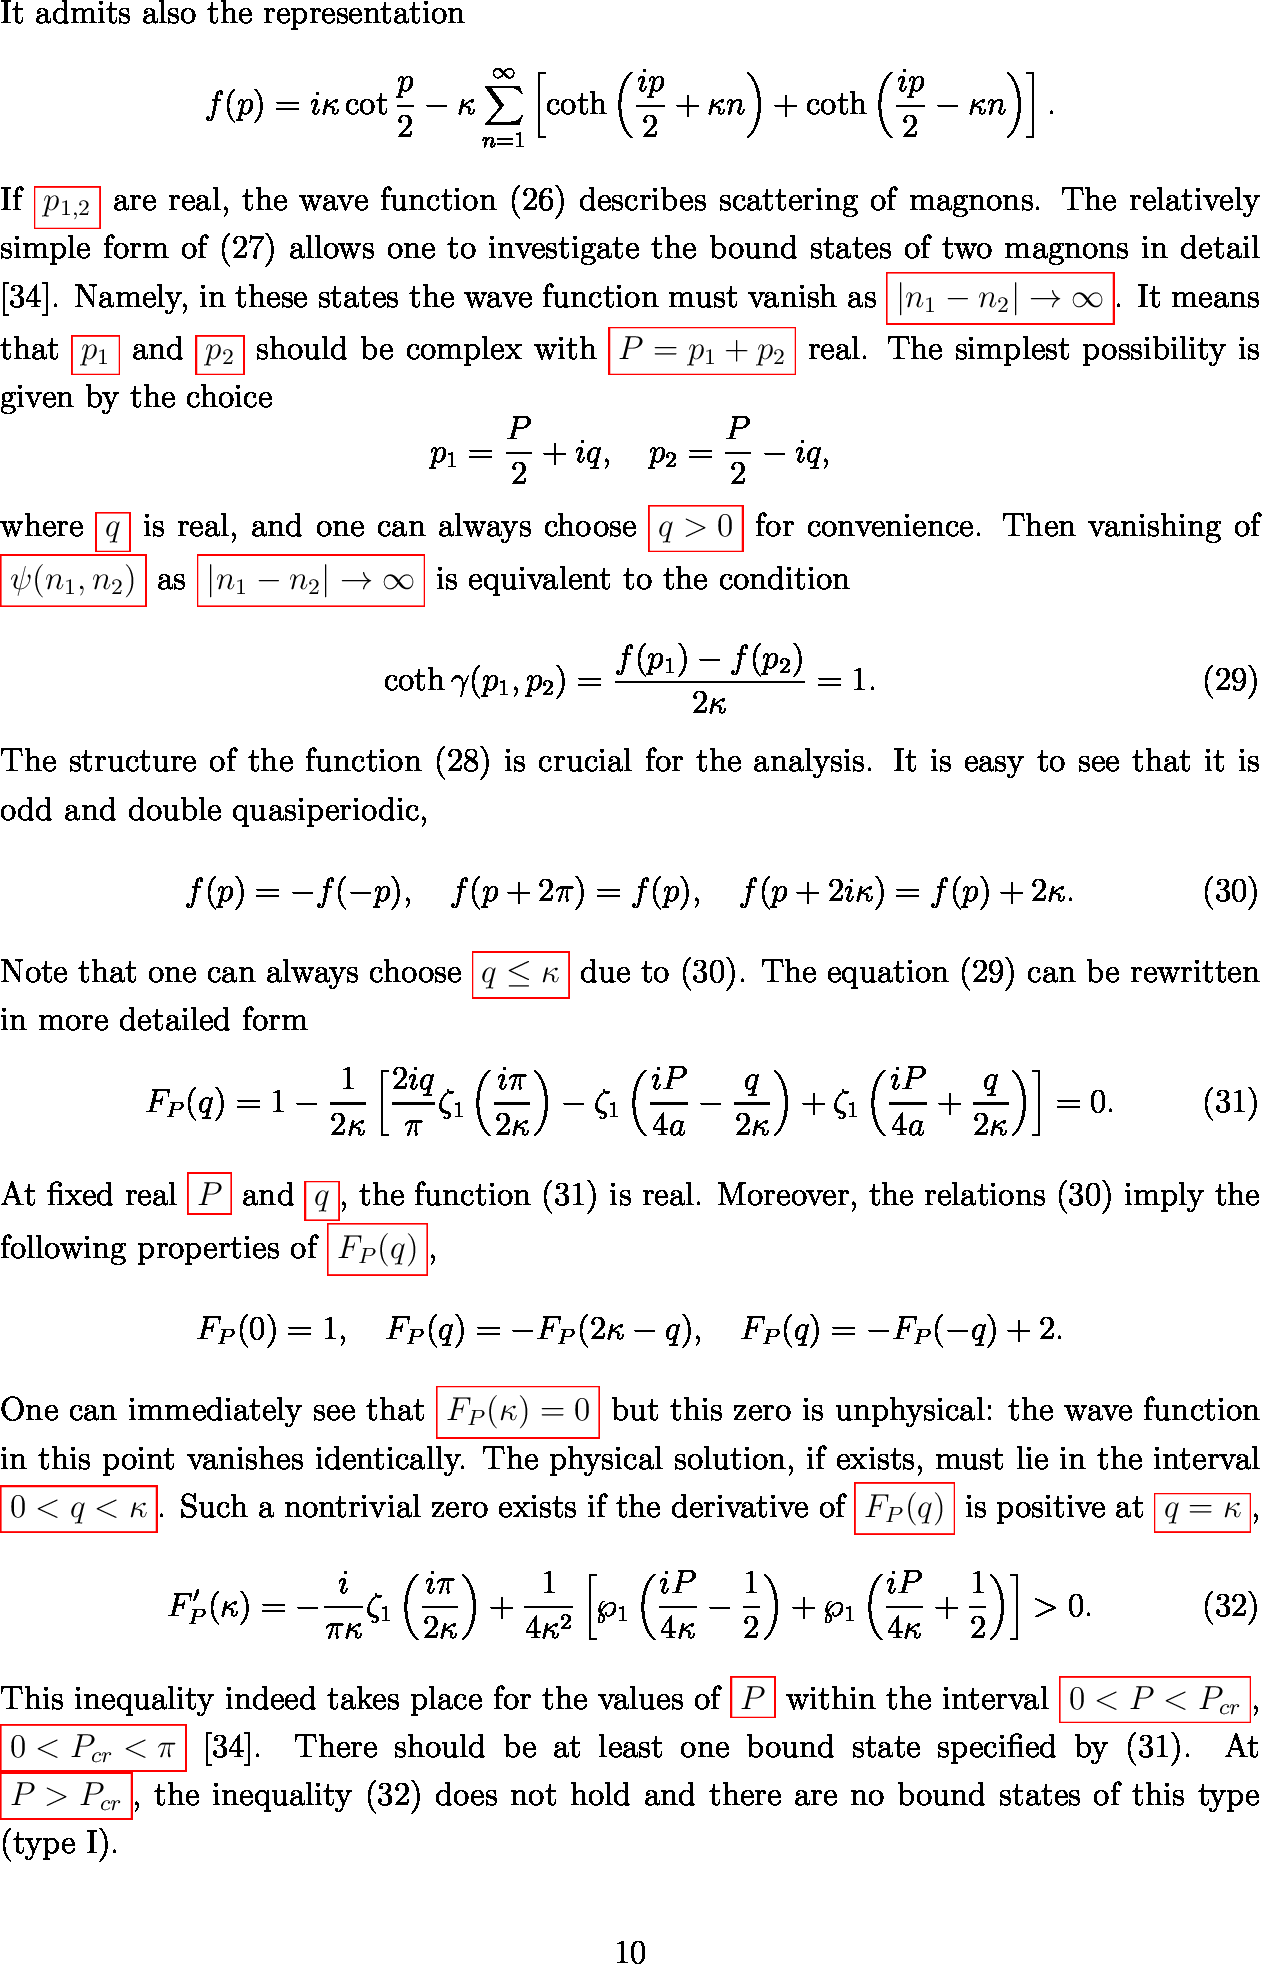 It admits also the representation
f(p) = iκ cot p/2 − κ ∑_{n=1}^{∞} [coth (ip/2 + κn) + coth (ip/2 − κn)] .
If p_{1,2} are real, the wave function (26) describes scattering of magnons. The relatively
simple form of (27) allows one to investigate the bound states of two magnons in detail
[34]. Namely, in these states the wave function must vanish as |n_1 − n_2| → ∞. It means
that p_1 and p_2 should be complex with P = p_1 + p_2 real. The simplest possibility is
given by the choice
p_1 = P/2 + iq, p_2 = P/2 − iq,
where q is real, and one can always choose q > 0 for convenience. Then vanishing of
ψ(n_1, n_2) as |n_1 − n_2| → ∞ is equivalent to the condition
coth γ(p_1, p_2) = (f(p_1) − f(p_2))/2κ = 1. (29)
The structure of the function (28) is crucial for the analysis. It is easy to see that it is
odd and double quasiperiodic,
f(p) = −f(−p), f(p + 2π) = f(p), f(p + 2iκ) = f(p) + 2κ. (30)
Note that one can always choose q ≤ κ due to (30). The equation (29) can be rewritten
in more detailed form
F_P(q) = 1 − 1/2κ [2iq/π ζ_1 (iπ/2κ) − ζ_1 (iP/4a − q/2κ) + ζ_1 (iP/4a + q/2κ)] = 0. (31)
At fixed real P and q, the function (31) is real. Moreover, the relations (30) imply the
following properties of F_P(q),
F_P(0) = 1, F_P(q) = −F_P(2κ − q), F_P(q) = −F_P(−q) + 2.
One can immediately see that F_P(κ) = 0 but this zero is unphysical: the wave function
in this point vanishes identically. The physical solution, if exists, must lie in the interval
0 < q < κ. Such a nontrivial zero exists if the derivative of F_P(q) is positive at q = κ,
F′_P(κ) = −i/πκ ζ_1 (iπ/2κ) + 1/4κ² [℘_1 (iP/4κ − 1/2) + ℘_1 (iP/4κ + 1/2)] > 0. (32)
This inequality indeed takes place for the values of P within the interval 0 < P < P_{cr},
0 < P_{cr} < π [34]. There should be at least one bound state specified by (31). At
P > P_{cr}, the inequality (32) does not hold and there are no bound states of this type
(type I).
10